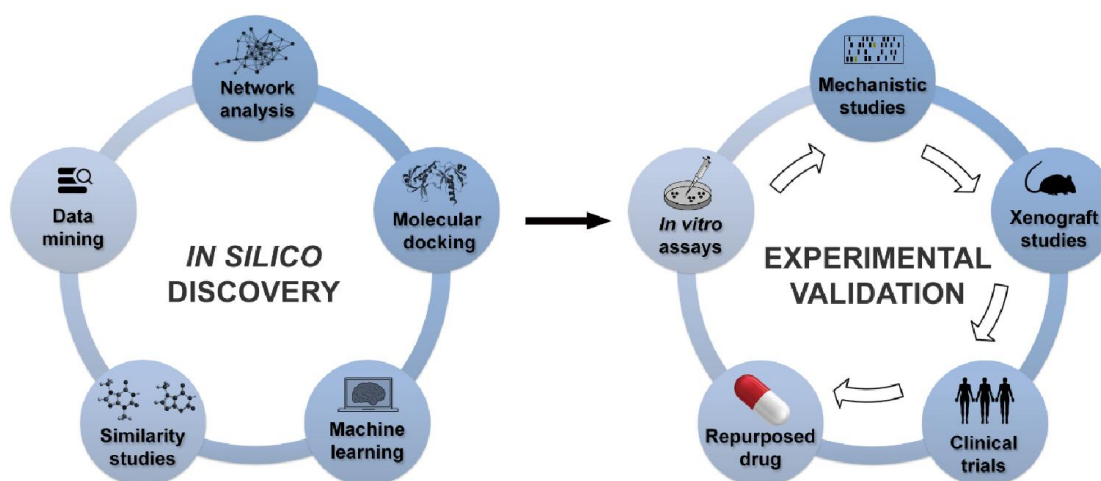 Network
analysis
Data
mining
Molecular
docking
IN SILICO
DISCOVERY
Similarity
studies
Machine
learning
Mechanistic
studies
In vitro
assays
Xenograft
studies
EXPERIMENTAL
VALIDATION
Repurposed
drug
Clinical
trials